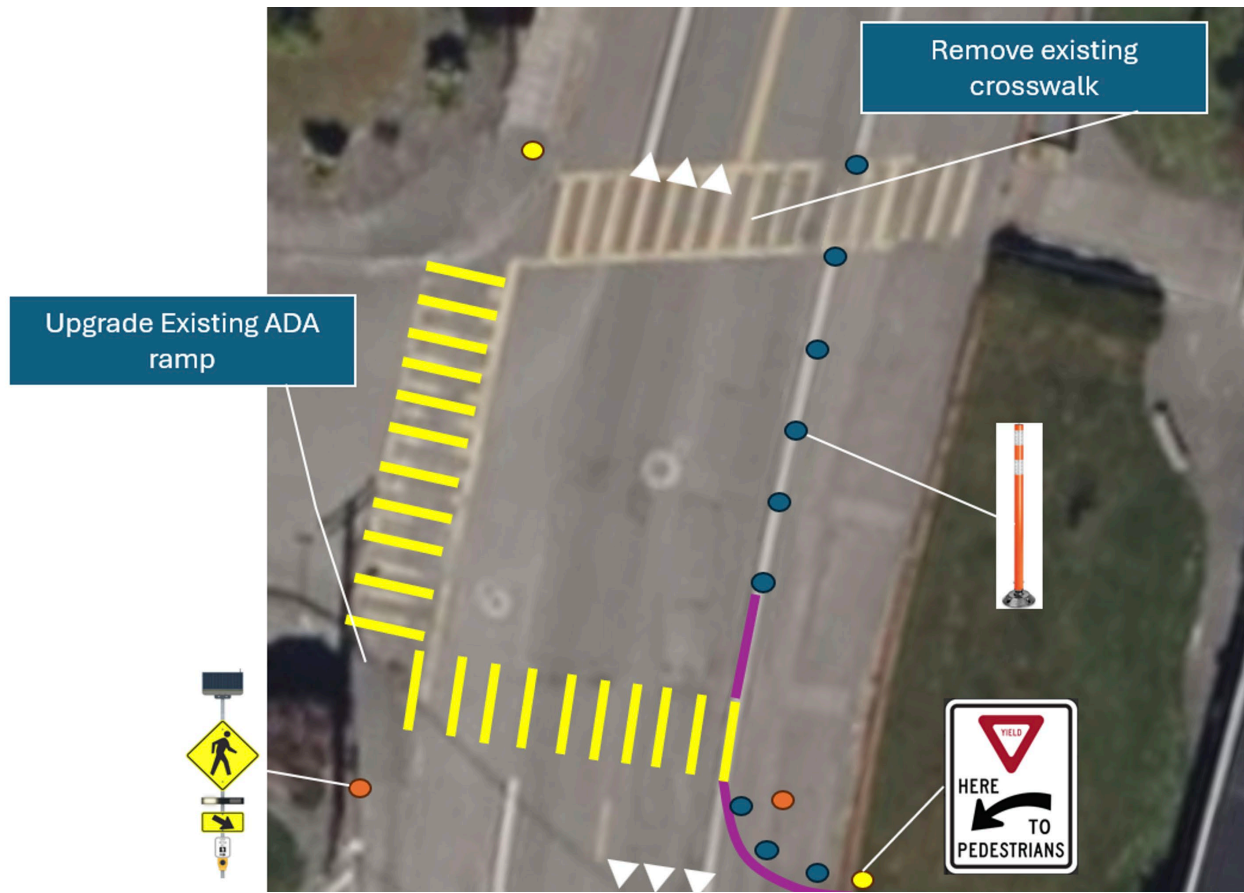 Remove existing
crosswalk
Upgrade Existing ADA
ramp
YIELD
HERE
TO
PEDESTRIANS